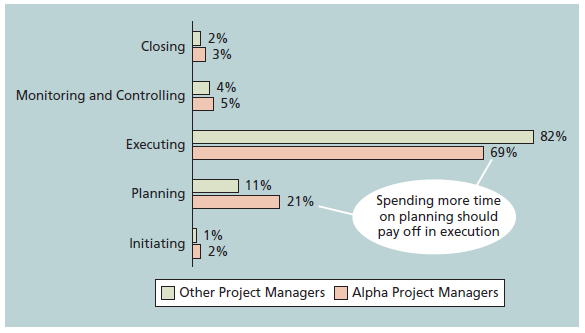 Closing
2%
3%
Monitoring and Controlling
4%
5%
Executing
82%
69%
Planning
11%
21%
Spending more time
on planning should
pay off in execution
Initiating
1%
2%
Other Project Managers
Alpha Project Managers